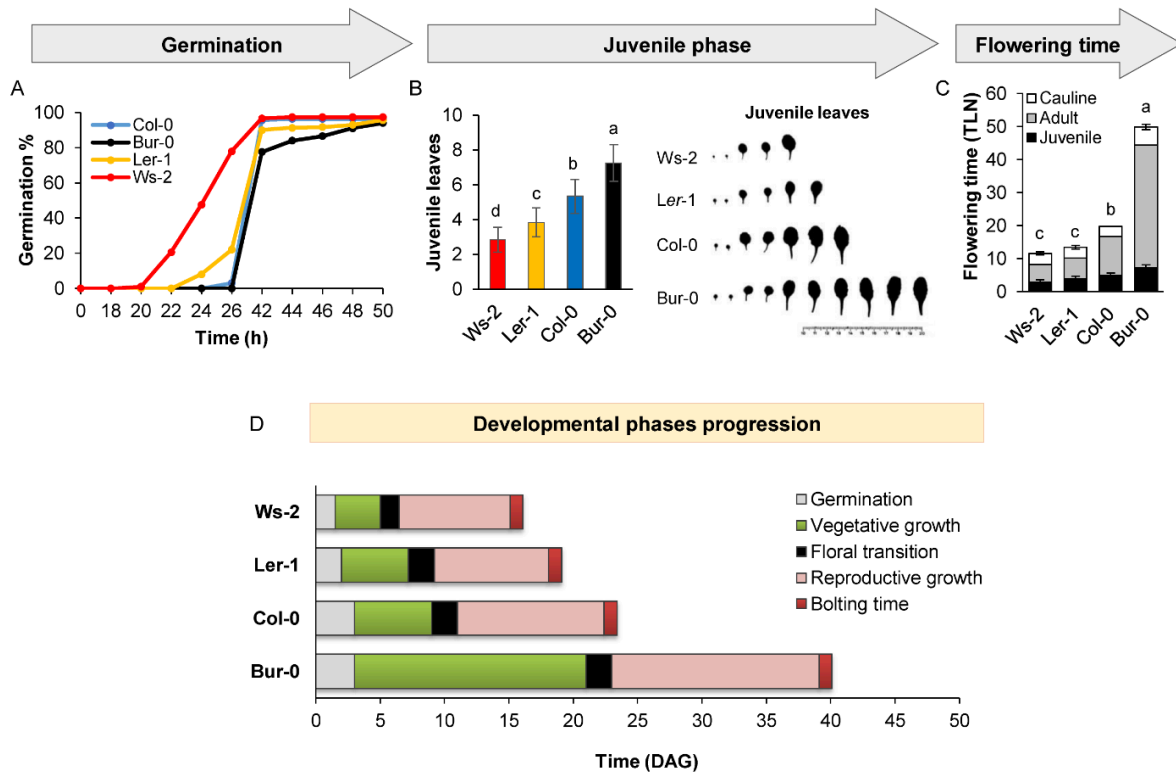 Germination
Juvenile phase
Flowering time
A
Germination %
100
80
60
40
20
0
Col-0
Bur-0
Ler-1
Ws-2
0 18 20 22 24 26 42 44 46 48 50
Time (h)
B
Juvenile leaves
10
8
6
4
2
0
d
c
b
a
Ws-2
Ler-1
Col-0
Bur-0
Juvenile leaves
Ws-2
Ler-1
Col-0
Bur-0
C
Flowering time (TLN)
60
50
40
30
20
10
0
Cauline
Adult
Juvenile
c
c
b
a
Ws-2
Ler-1
Col-0
Bur-0
D
Developmental phases progression
Ws-2
Ler-1
Col-0
Bur-0
Germination
Vegetative growth
Floral transition
Reproductive growth
Bolting time
0 5 10 15 20 25 30 35 40 45 50
Time (DAG)